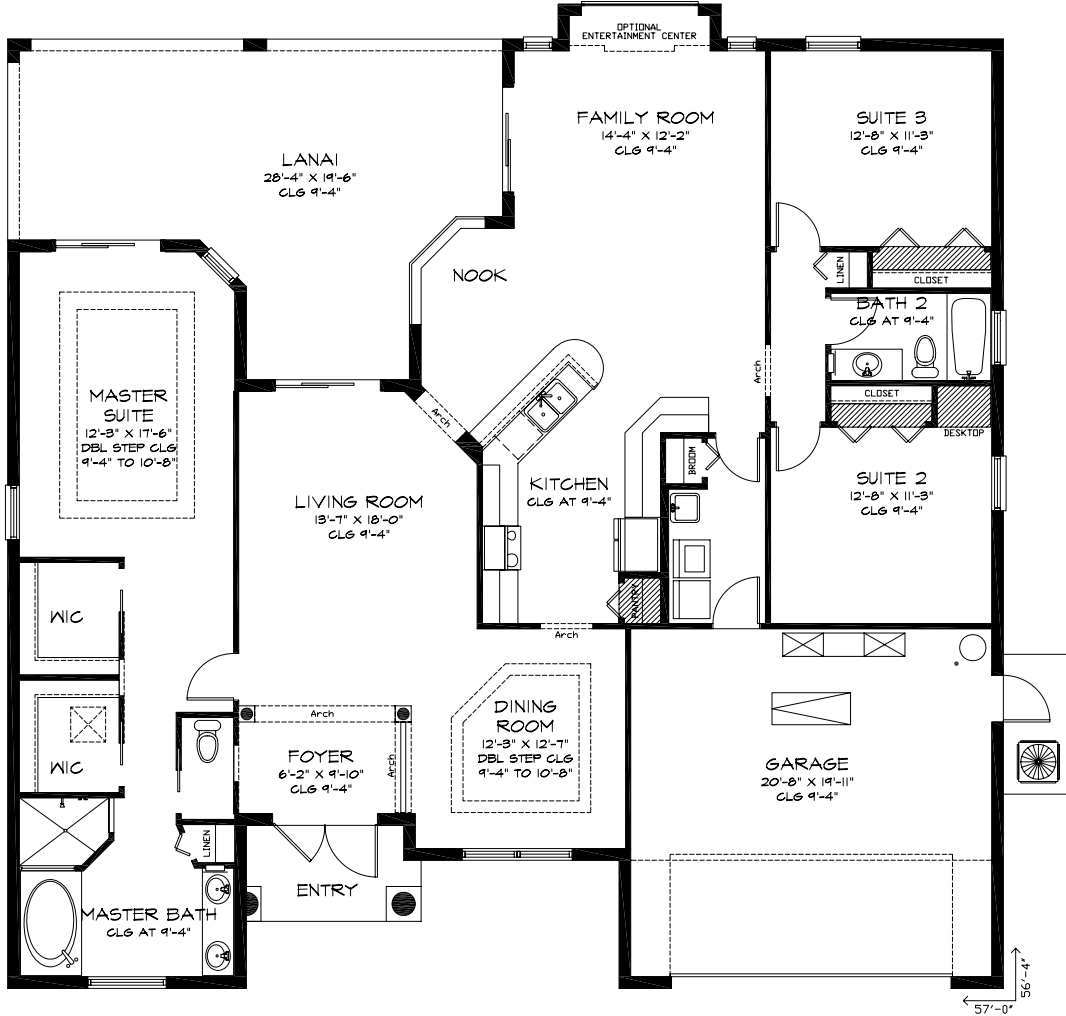 OPTIONAL
ENTERTAINMENT CENTER
FAMILY ROOM
14'-4" X 12'-2"
CLG 9'-4"
SUITE 3
12'-8" X 11'-3"
CLG 9'-4"
LANAI
28'-4" X 19'-6"
CLG 9'-4"
NOOK
LINEN
CLOSET
BATH 2
CLG AT 9'-4"
Arch
CLOSET
DESKTOP
MASTER
SUITE
12'-3" X 17'-6"
DBL STEP CLG
9'-4" TO 10'-8"
Arch
BROOM
KITCHEN
CLG AT 9'-4"
SUITE 2
12'-8" X 11'-3"
CLG 9'-4"
LIVING ROOM
13'-7" X 18'-0"
CLG 9'-4"
PANTRY
WIC
Arch
Arch
DINING
ROOM
12'-3" X 12'-7"
DBL STEP CLG
9'-4" TO 10'-8"
FOYER
6'-2" X 9'-10"
CLG 9'-4"
Arch
WIC
GARAGE
20'-8" X 19'-11"
CLG 9'-4"
LINEN
ENTRY
MASTER BATH
CLG AT 9'-4"
56'-4"
57'-0"